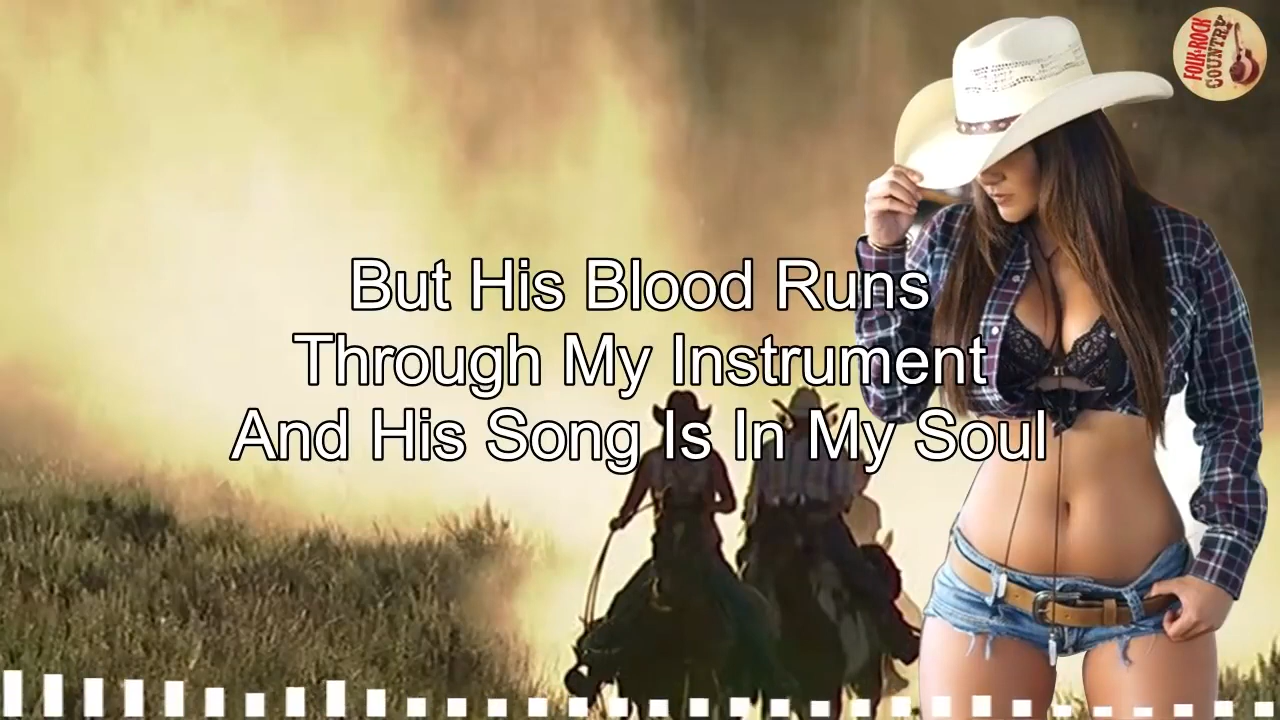 But His Blood Runs
Through My Instrument
And His Song Is In My Soul
FOLK & ROCK
COUNTRY